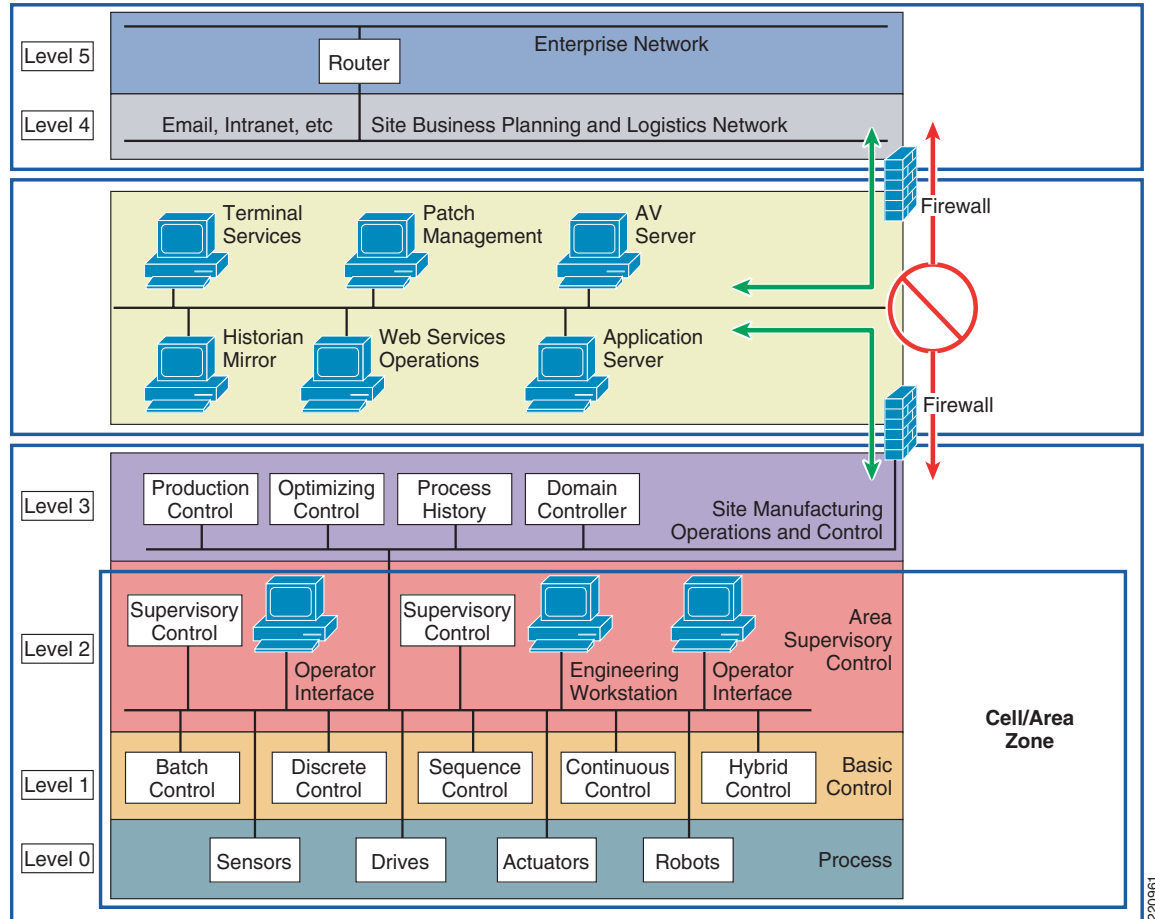 Level 5
Enterprise Network
Router
Level 4
Email, Intranet, etc
Site Business Planning and Logistics Network
Firewall
Terminal
Services
Patch
Management
AV
Server
Historian
Mirror
Web Services
Operations
Application
Server
Firewall
Level 3
Production
Control
Optimizing
Control
Process
History
Domain
Controller
Site Manufacturing
Operations and Control
Level 2
Supervisory
Control
Operator
Interface
Supervisory
Control
Engineering
Workstation
Operator
Interface
Area
Supervisory
Control
Cell/Area
Zone
Level 1
Batch
Control
Discrete
Control
Sequence
Control
Continuous
Control
Hybrid
Control
Basic
Control
Level 0
Sensors
Drives
Actuators
Robots
Process
220961